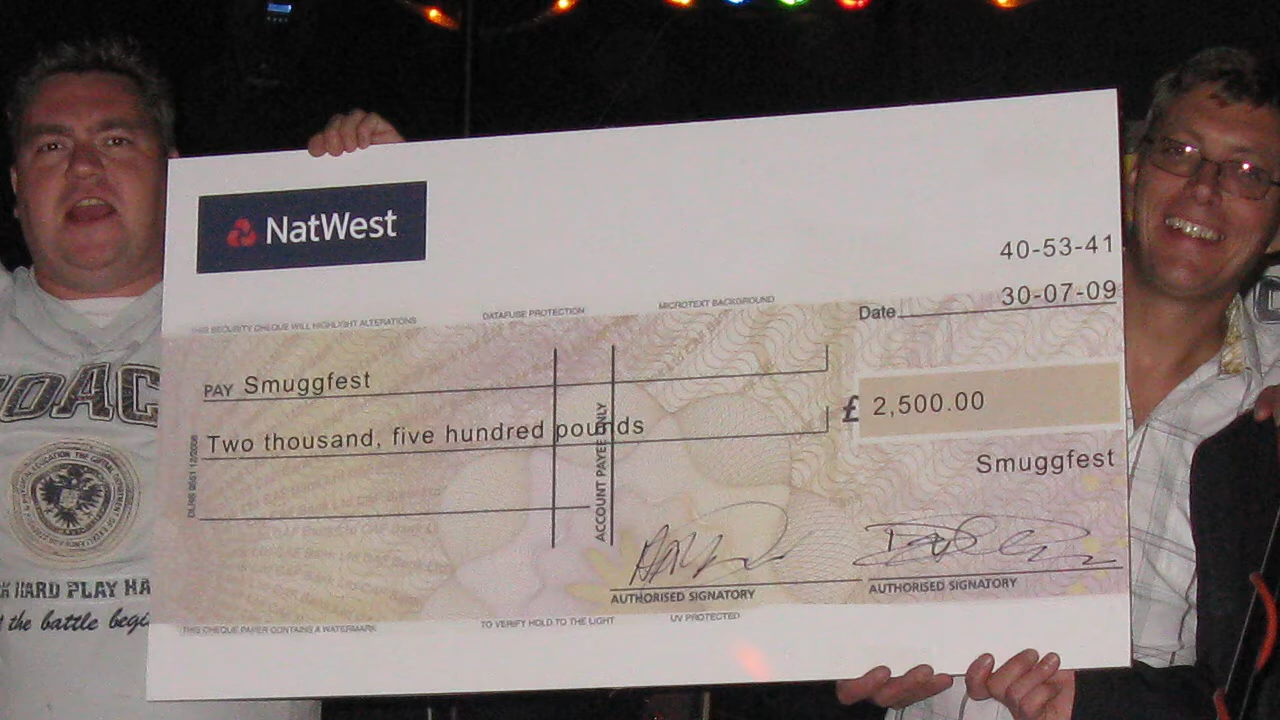 NatWest
40-53-41
30-07-09
Date
THIS SECURITY CHEQUE WILL HIGHLIGHT ALTERATIONS
DATAFUSE PROTECTION
MICROTEXT BACKGROUND
PAY Smuggfest
£ 2,500.00
Two thousand, five hundred pounds
ACCOUNT PAYEE ONLY
Smuggfest
AUTHORISED SIGNATORY
AUTHORISED SIGNATORY
THIS CHEQUE PAPER CONTAINS A WATERMARK
TO VERIFY HOLD TO THE LIGHT
UV PROTECTED
HARD PLAY
the battle